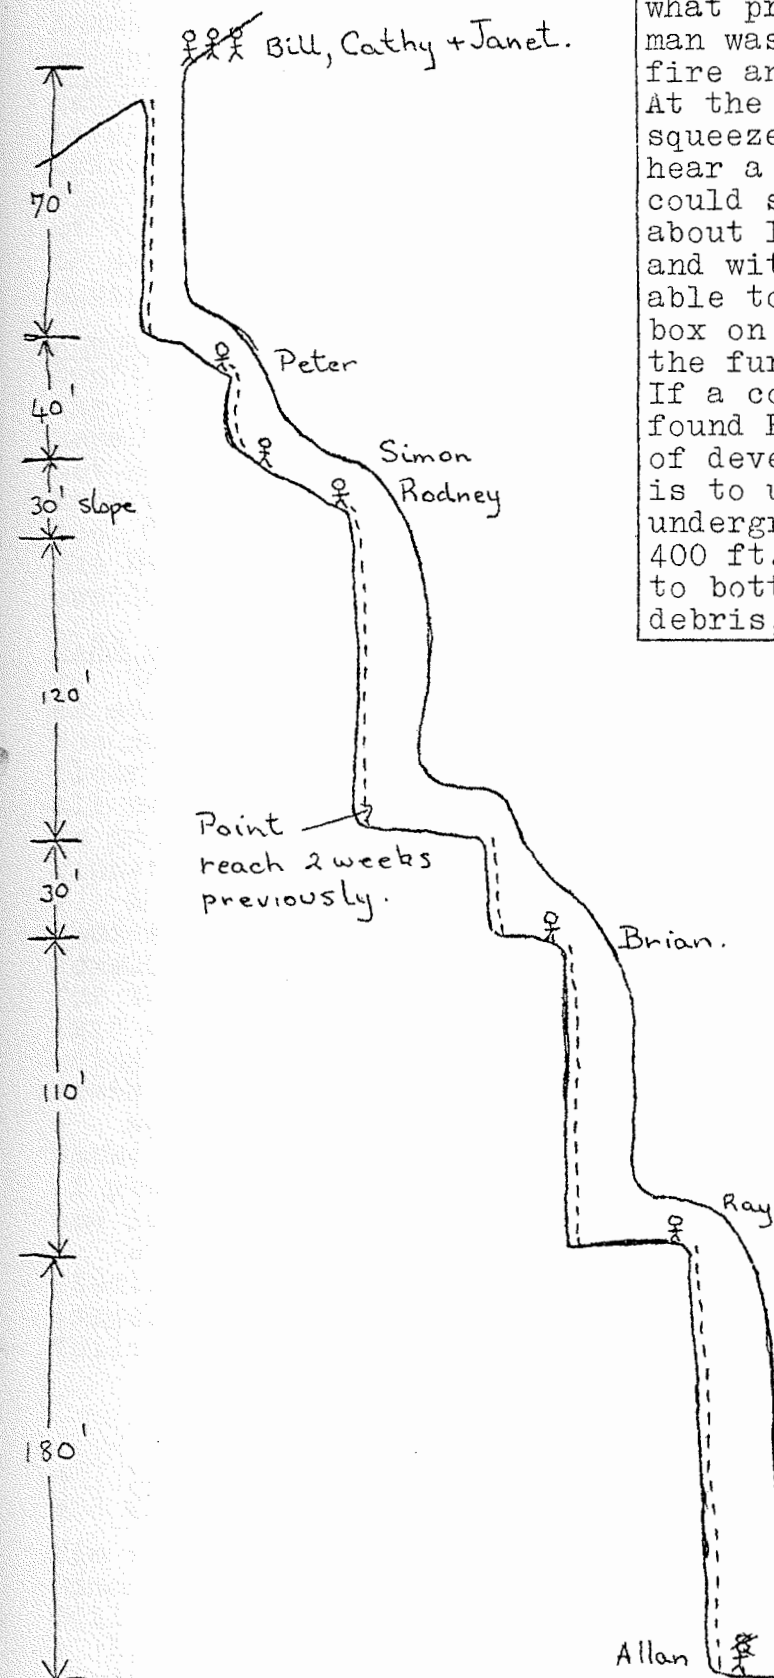 Bill, Cathy + Janet.
what pr
man was
fire an
At the
squeeze
hear a
could s
about l
and wit
able to
box on
the fun
If a co
found
of deve
is to u
undergr
400 ft.
to bott
debris.
70'
Peter
40'
Simon
30' slope
Rodney
120'
Point
reach 2 weeks
previously.
30'
Brian.
110'
Ray
180'
Allan